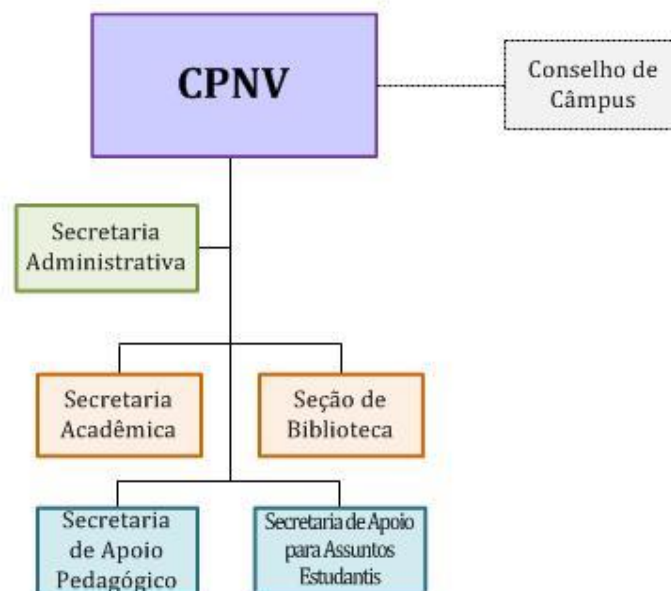 CPNV
Conselho de
Câmpus
Secretaria
Administrativa
Secretaria
Acadêmica
Seção de
Biblioteca
Secretaria
de Apoio
Pedagógico
Secretaria de Apoio
para Assuntos
Estudantis